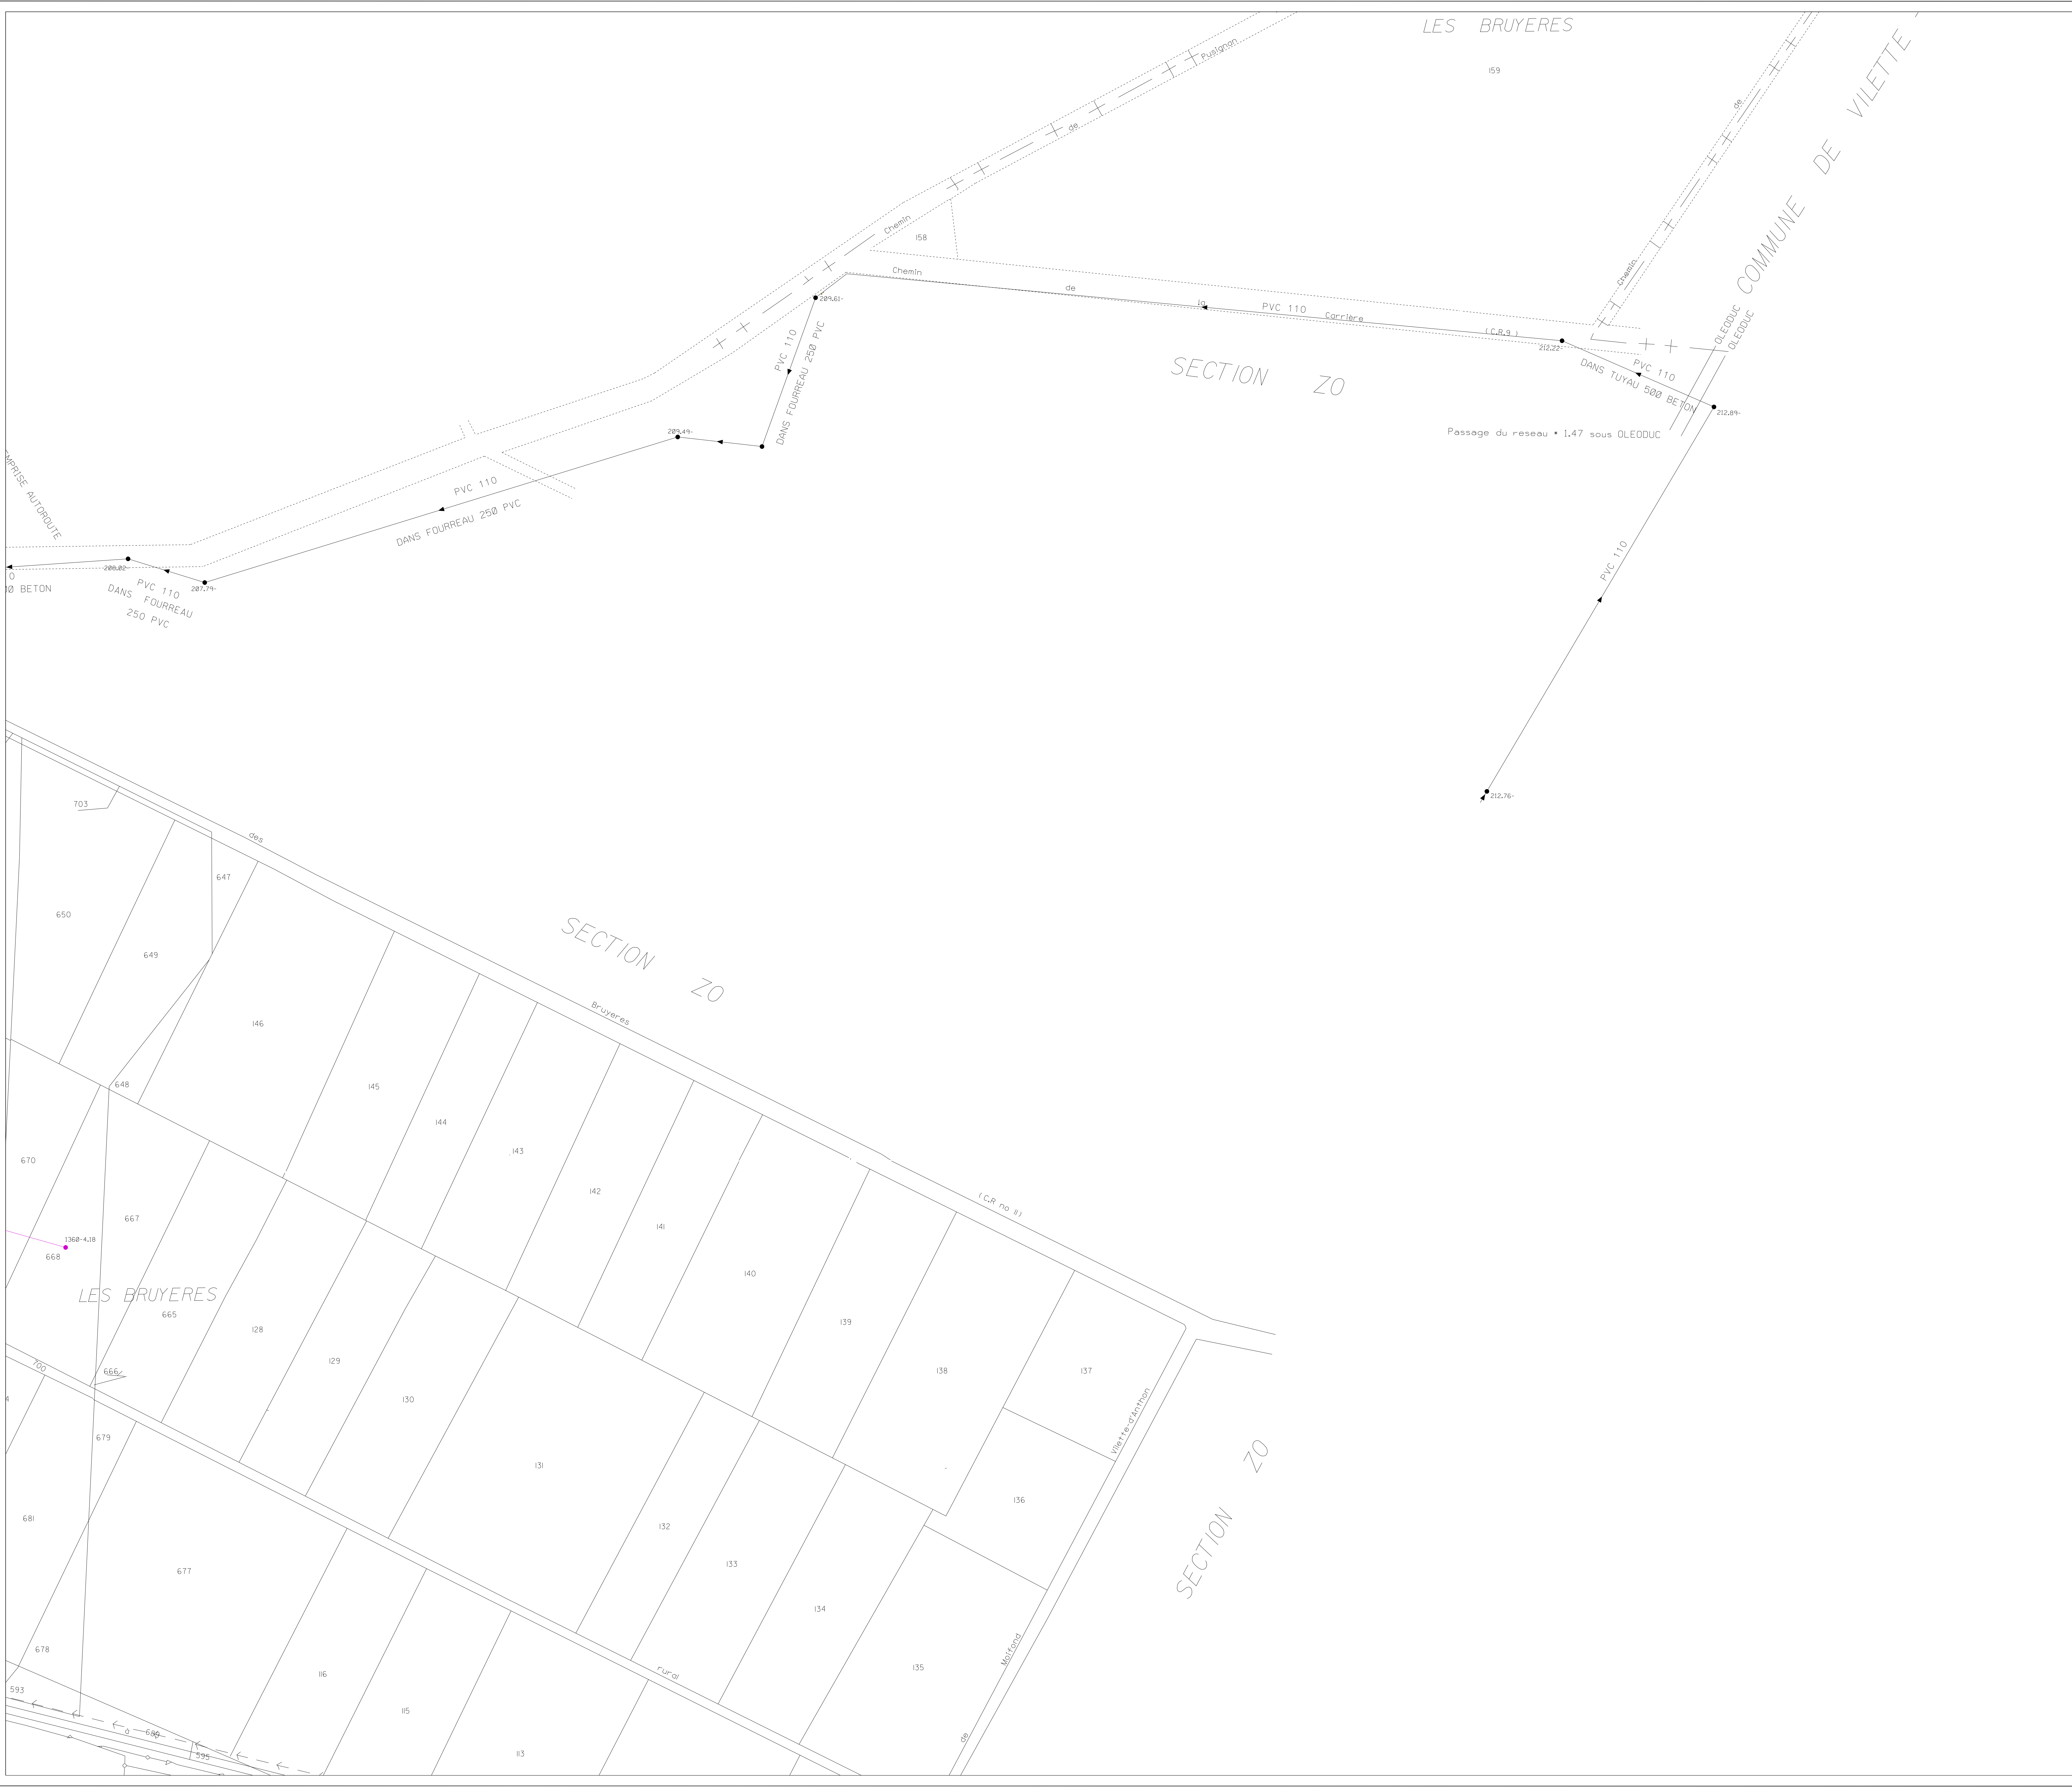 LES BRUYERES
159
COMMUNE DE VILETTE
Pusignan
de
Chemin
158
de
Chemin
Chemin
de
la
PVC 110
Carrière
( C.R.9 )
OLEODUC
OLEODUC
209.61-
PVC 110
DANS FOURREAU 250 PVC
212.22-
PVC 110
DANS TUYAU 500 BETON
212.89-
SECTION ZO
Passage du reseau * 1.47 sous OLEODUC
209.49-
PVC 110
DANS FOURREAU 250 PVC
MPRISE AUTOROUTE
208.02-
207.79-
0
10 BETON
PVC 110
DANS FOURREAU
250 PVC
PVC 110
212.76-
703
des
647
650
649
SECTION ZO
Bruyeres
146
648
145
144
143
142
141
140
139
138
137
( C.R no 11 )
670
667
1360-4.18
668
LES BRUYERES
665
128
129
130
131
132
133
134
135
136
Vilette-d'Anthon
SECTION ZO
700
666
4
679
681
677
678
593
680
595
116
115
113
rural
Malfond
de